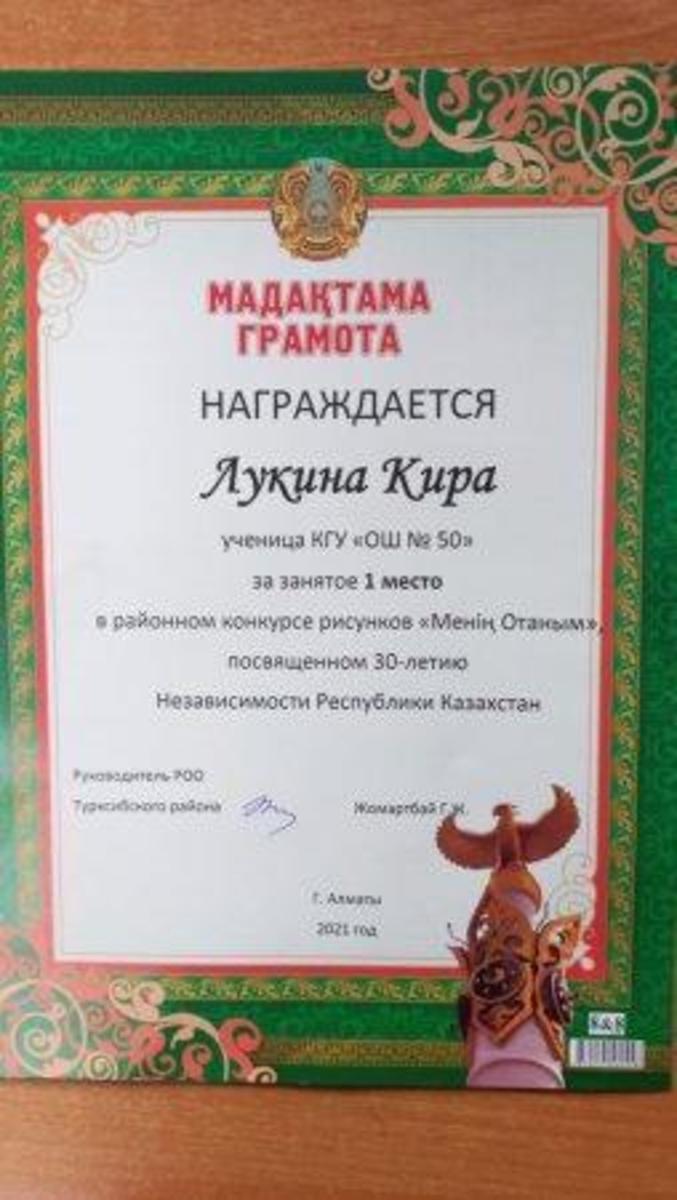 МАДАҚТАМА
ГРАМОТА
НАГРАЖДАЕТСЯ
Лукина Кира
ученица КГУ «ОШ № 50»
за занятое 1 место
в районном конкурсе рисунков «Менің Отаным»,
посвященном 30-летию
Независимости Республики Казахстан
Руководитель РОО
Турксибского района Жомартбай Г.Ж.
Г. Алматы
2021 год